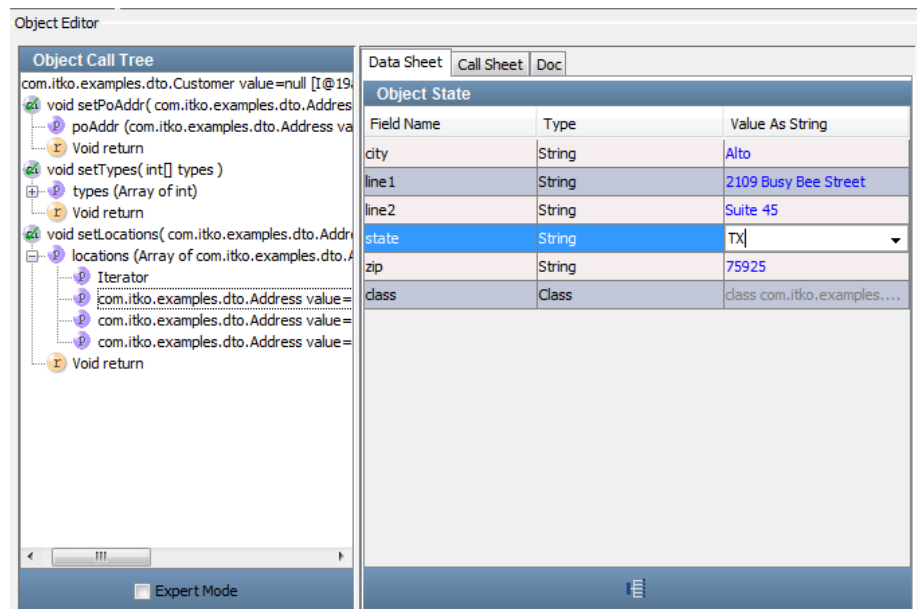 Object Editor
Object Call Tree
com.itko.examples.dto.Customer value=null [I@19
void setPoAddr( com.itko.examples.dto.Addres
P poAddr (com.itko.examples.dto.Address va
r Void return
void setTypes( int[] types )
P types (Array of int)
r Void return
void setLocations( com.itko.examples.dto.Addr
P locations (Array of com.itko.examples.dto.
P Iterator
P com.itko.examples.dto.Address value=
P com.itko.examples.dto.Address value=
P com.itko.examples.dto.Address value=
r Void return
Expert Mode
Data Sheet Call Sheet Doc
Object State
Field Name Type Value As String
city String Alto
line1 String 2109 Busy Bee Street
line2 String Suite 45
state String TX
zip String 75925
class Class class com.itko.examples....